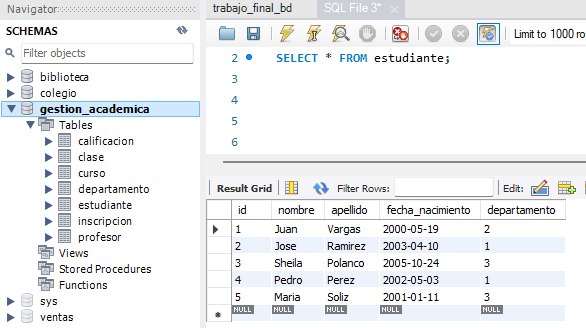 Navigator
trabajo_final_bd
SQL File 3*
SCHEMAS
Limit to 1000 ro
Filter objects
biblioteca
colegio
gestion_academica
Tables
calificacion
clase
curso
departamento
estudiante
inscripcion
profesor
Views
Stored Procedures
Functions
sys
ventas
2 SELECT * FROM estudiante;
3
4
5
6
Result Grid Filter Rows: Edit:
id nombre apellido fecha_nacimiento departamento
1 Juan Vargas 2000-05-19 2
2 Jose Ramirez 2003-04-10 1
3 Sheila Polanco 2005-10-24 3
4 Pedro Perez 2002-05-03 1
5 Maria Soliz 2001-01-11 3
NULL NULL NULL NULL NULL